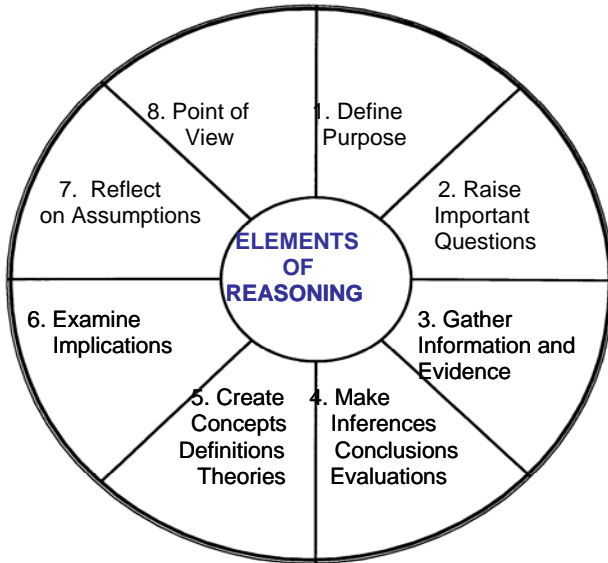 1. Define
Purpose
2. Raise
Important
Questions
3. Gather
Information and
Evidence
4. Make
Inferences
Conclusions
Evaluations
5. Create
Concepts
Definitions
Theories
6. Examine
Implications
7. Reflect
on Assumptions
8. Point of
View
ELEMENTS
OF
REASONING